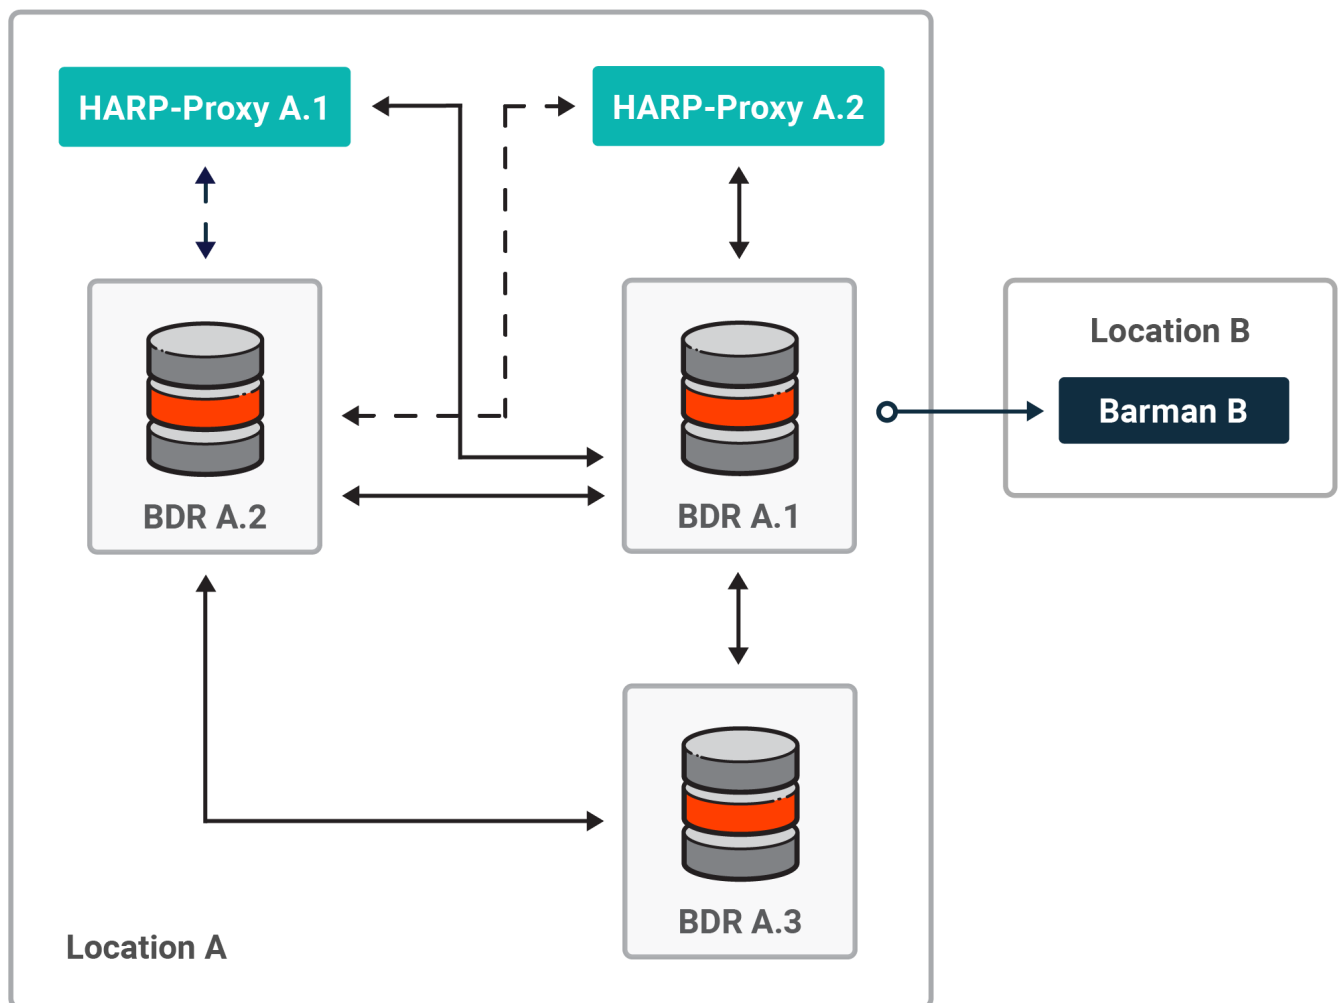 HARP-Proxy A.1
HARP-Proxy A.2
Location B
Barman B
BDR A.2
BDR A.1
BDR A.3
Location A